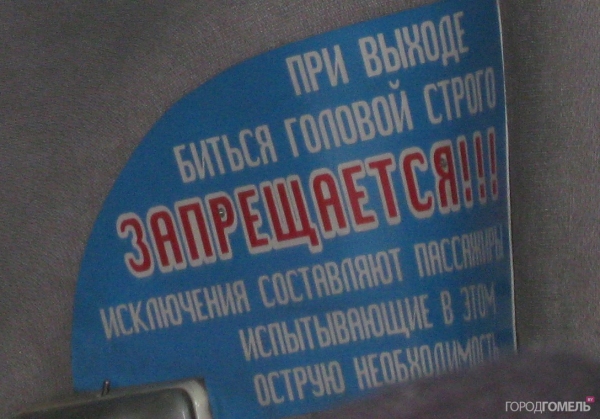 ПРИ ВЫХОДЕ
БИТЬСЯ ГОЛОВОЙ СТРОГО
ЗАПРЕЩАЕТСЯ!!!
ИСКЛЮЧЕНИЯ СОСТАВЛЯЮТ ПАССАЖИРЫ
ИСПЫТЫВАЮЩИЕ В ЭТОМ
ОСТРУЮ НЕОБХОДИМОСТЬ
ГОРОДГОМЕЛЬ